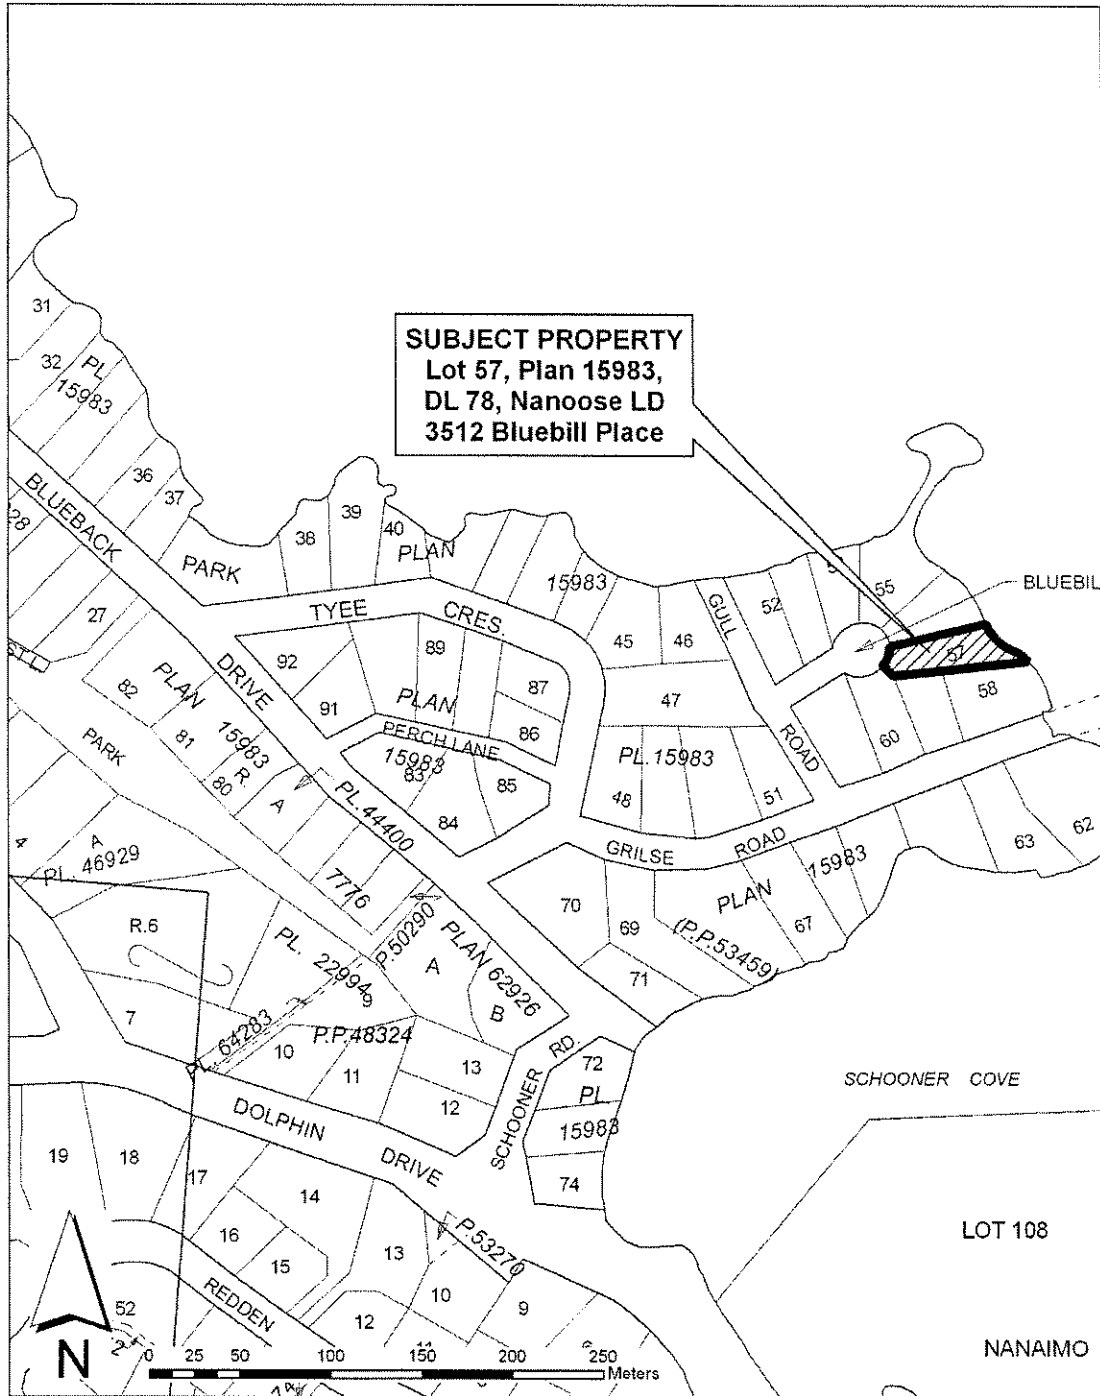 SUBJECT PROPERTY
Lot 57, Plan 15983,
DL 78, Nanoose LD
3512 Bluebill Place
31
32
PL
15983
36
37
BLUEBACK
DRIVE
38
39
40
PLAN
15983
PARK
TYEE
CRES.
27
92
91
89
PLAN
87
86
PERCH LANE
15983
83
84
85
45
46
47
GULL
ROAD
52
55
BLUEBIL
57
58
60
PL. 15983
48
51
GRILSE
ROAD
15983
PLAN
63
62
67
82
PLAN
15983
81
80
R.
A
PARK
PL.44400
7776
P.50290
PLAN 62926
A
B
70
69
71
(P.P.53459)
4
A
PL. 46929
R.6
PL.
22994
9
7
PL. 64283
P.P.48324
10
11
13
12
SCHOONER
RD.
72
PL.
15983
74
SCHOONER COVE
DOLPHIN
DRIVE
19
18
17
14
16
15
13
P.53270
10
9
12
REDDEN
52
LOT 108
NANAIMO
N
0 25 50 100 150 200 250
Meters